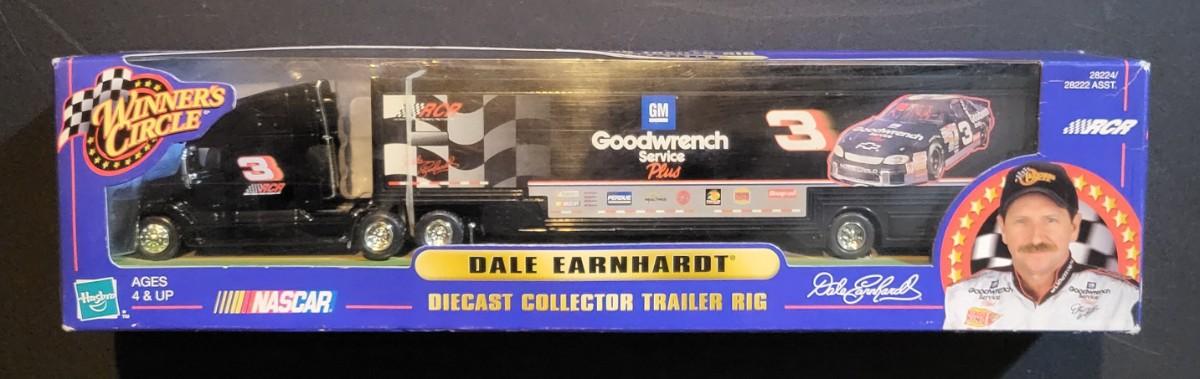 WINNER'S
CIRCLE
28224/
28222 ASST.
RCR
RCR
GM
Goodwrench
Service
Plus
3
Goodwrench
3
3
RCR
DALE EARNHARDT
DIECAST COLLECTOR TRAILER RIG
Dale Earnhardt
Hasbro
AGES
4 & UP
NASCAR
Goodwrench
Service
Goodwrench
Service